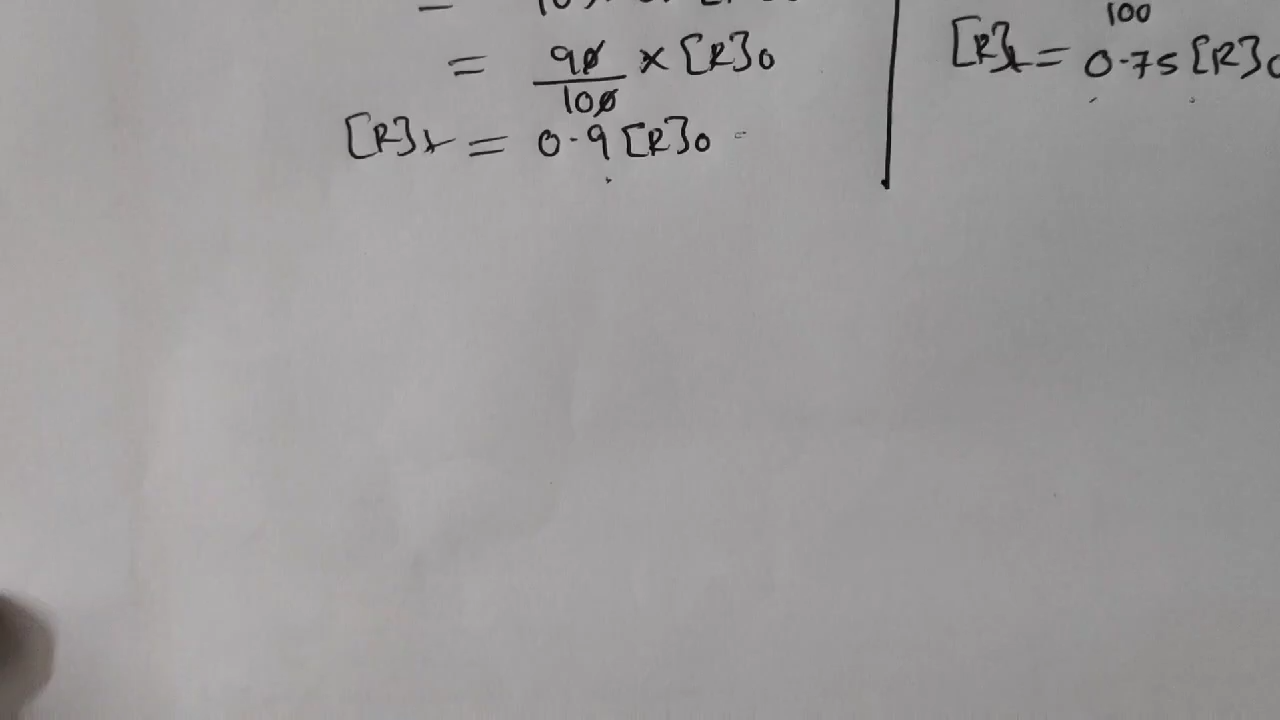 = 90/100 × [R]0
[R]t = 0.9 [R]0
100
[R]t = 0.75 [R]0